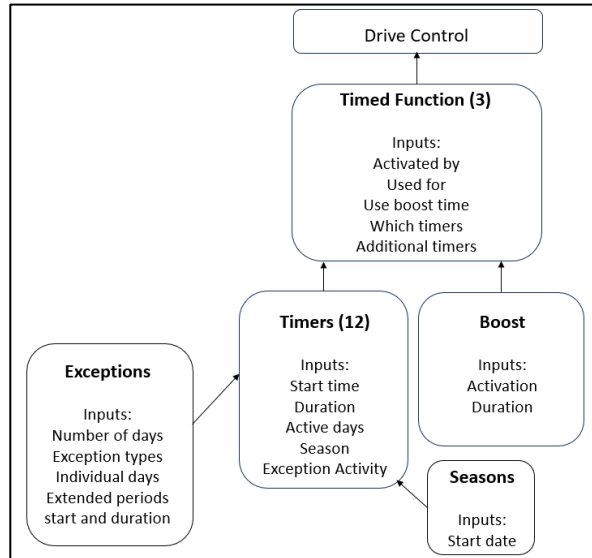 Drive Control
Timed Function (3)
Inputs:
Activated by
Used for
Use boost time
Which timers
Additional timers
Timers (12)
Inputs:
Start time
Duration
Active days
Season
Exception Activity
Boost
Inputs:
Activation
Duration
Exceptions
Inputs:
Number of days
Exception types
Individual days
Extended periods
start and duration
Seasons
Inputs:
Start date